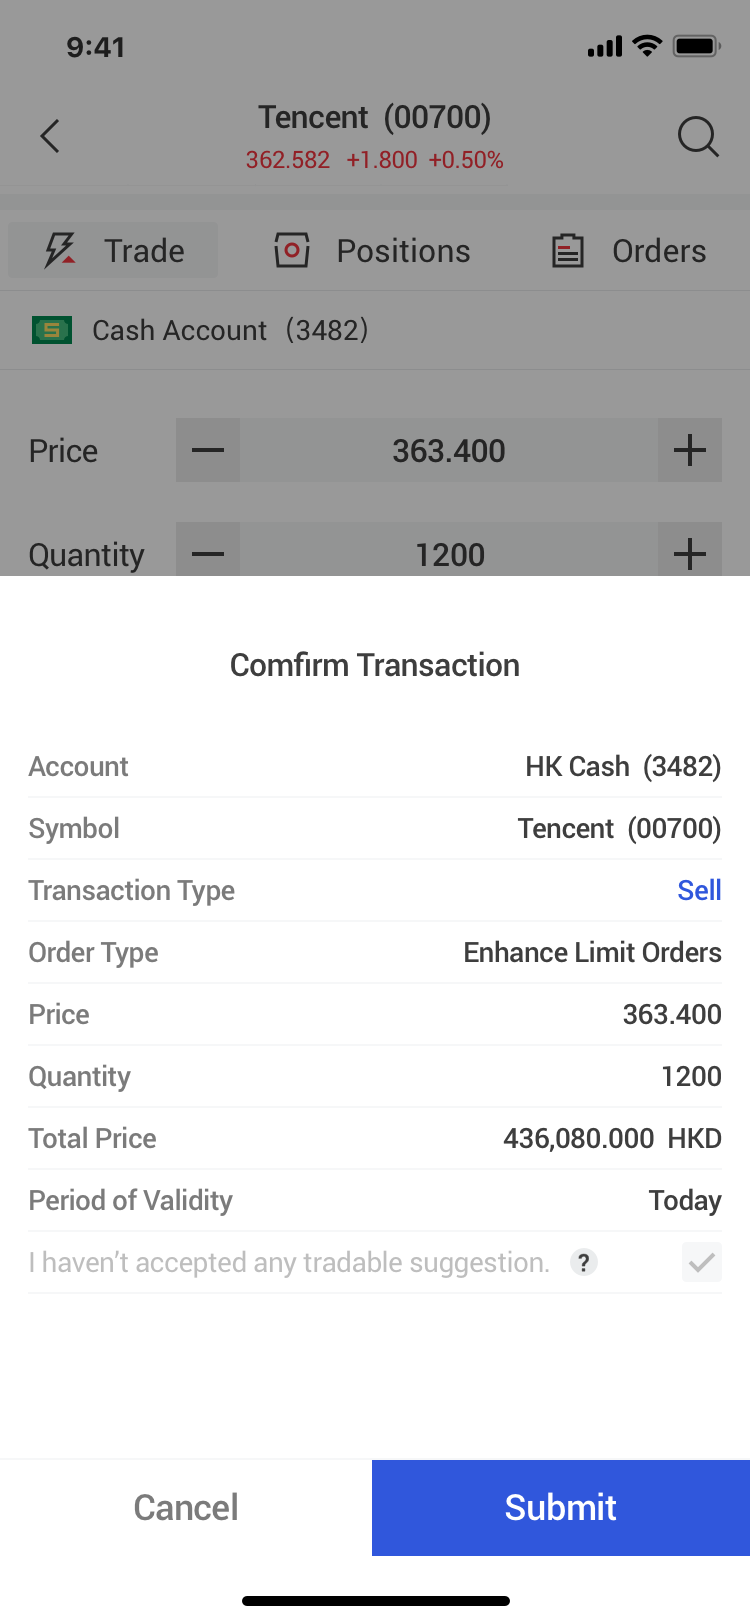 9:41
Tencent (00700)
362.582 +1.800 +0.50%
Trade Positions Orders
Cash Account (3482)
Price 363.400
Quantity 1200
Comfirm Transaction
Account HK Cash (3482)
Symbol Tencent (00700)
Transaction Type Sell
Order Type Enhance Limit Orders
Price 363.400
Quantity 1200
Total Price 436,080.000 HKD
Period of Validity Today
I haven’t accepted any tradable suggestion. ?
Cancel Submit